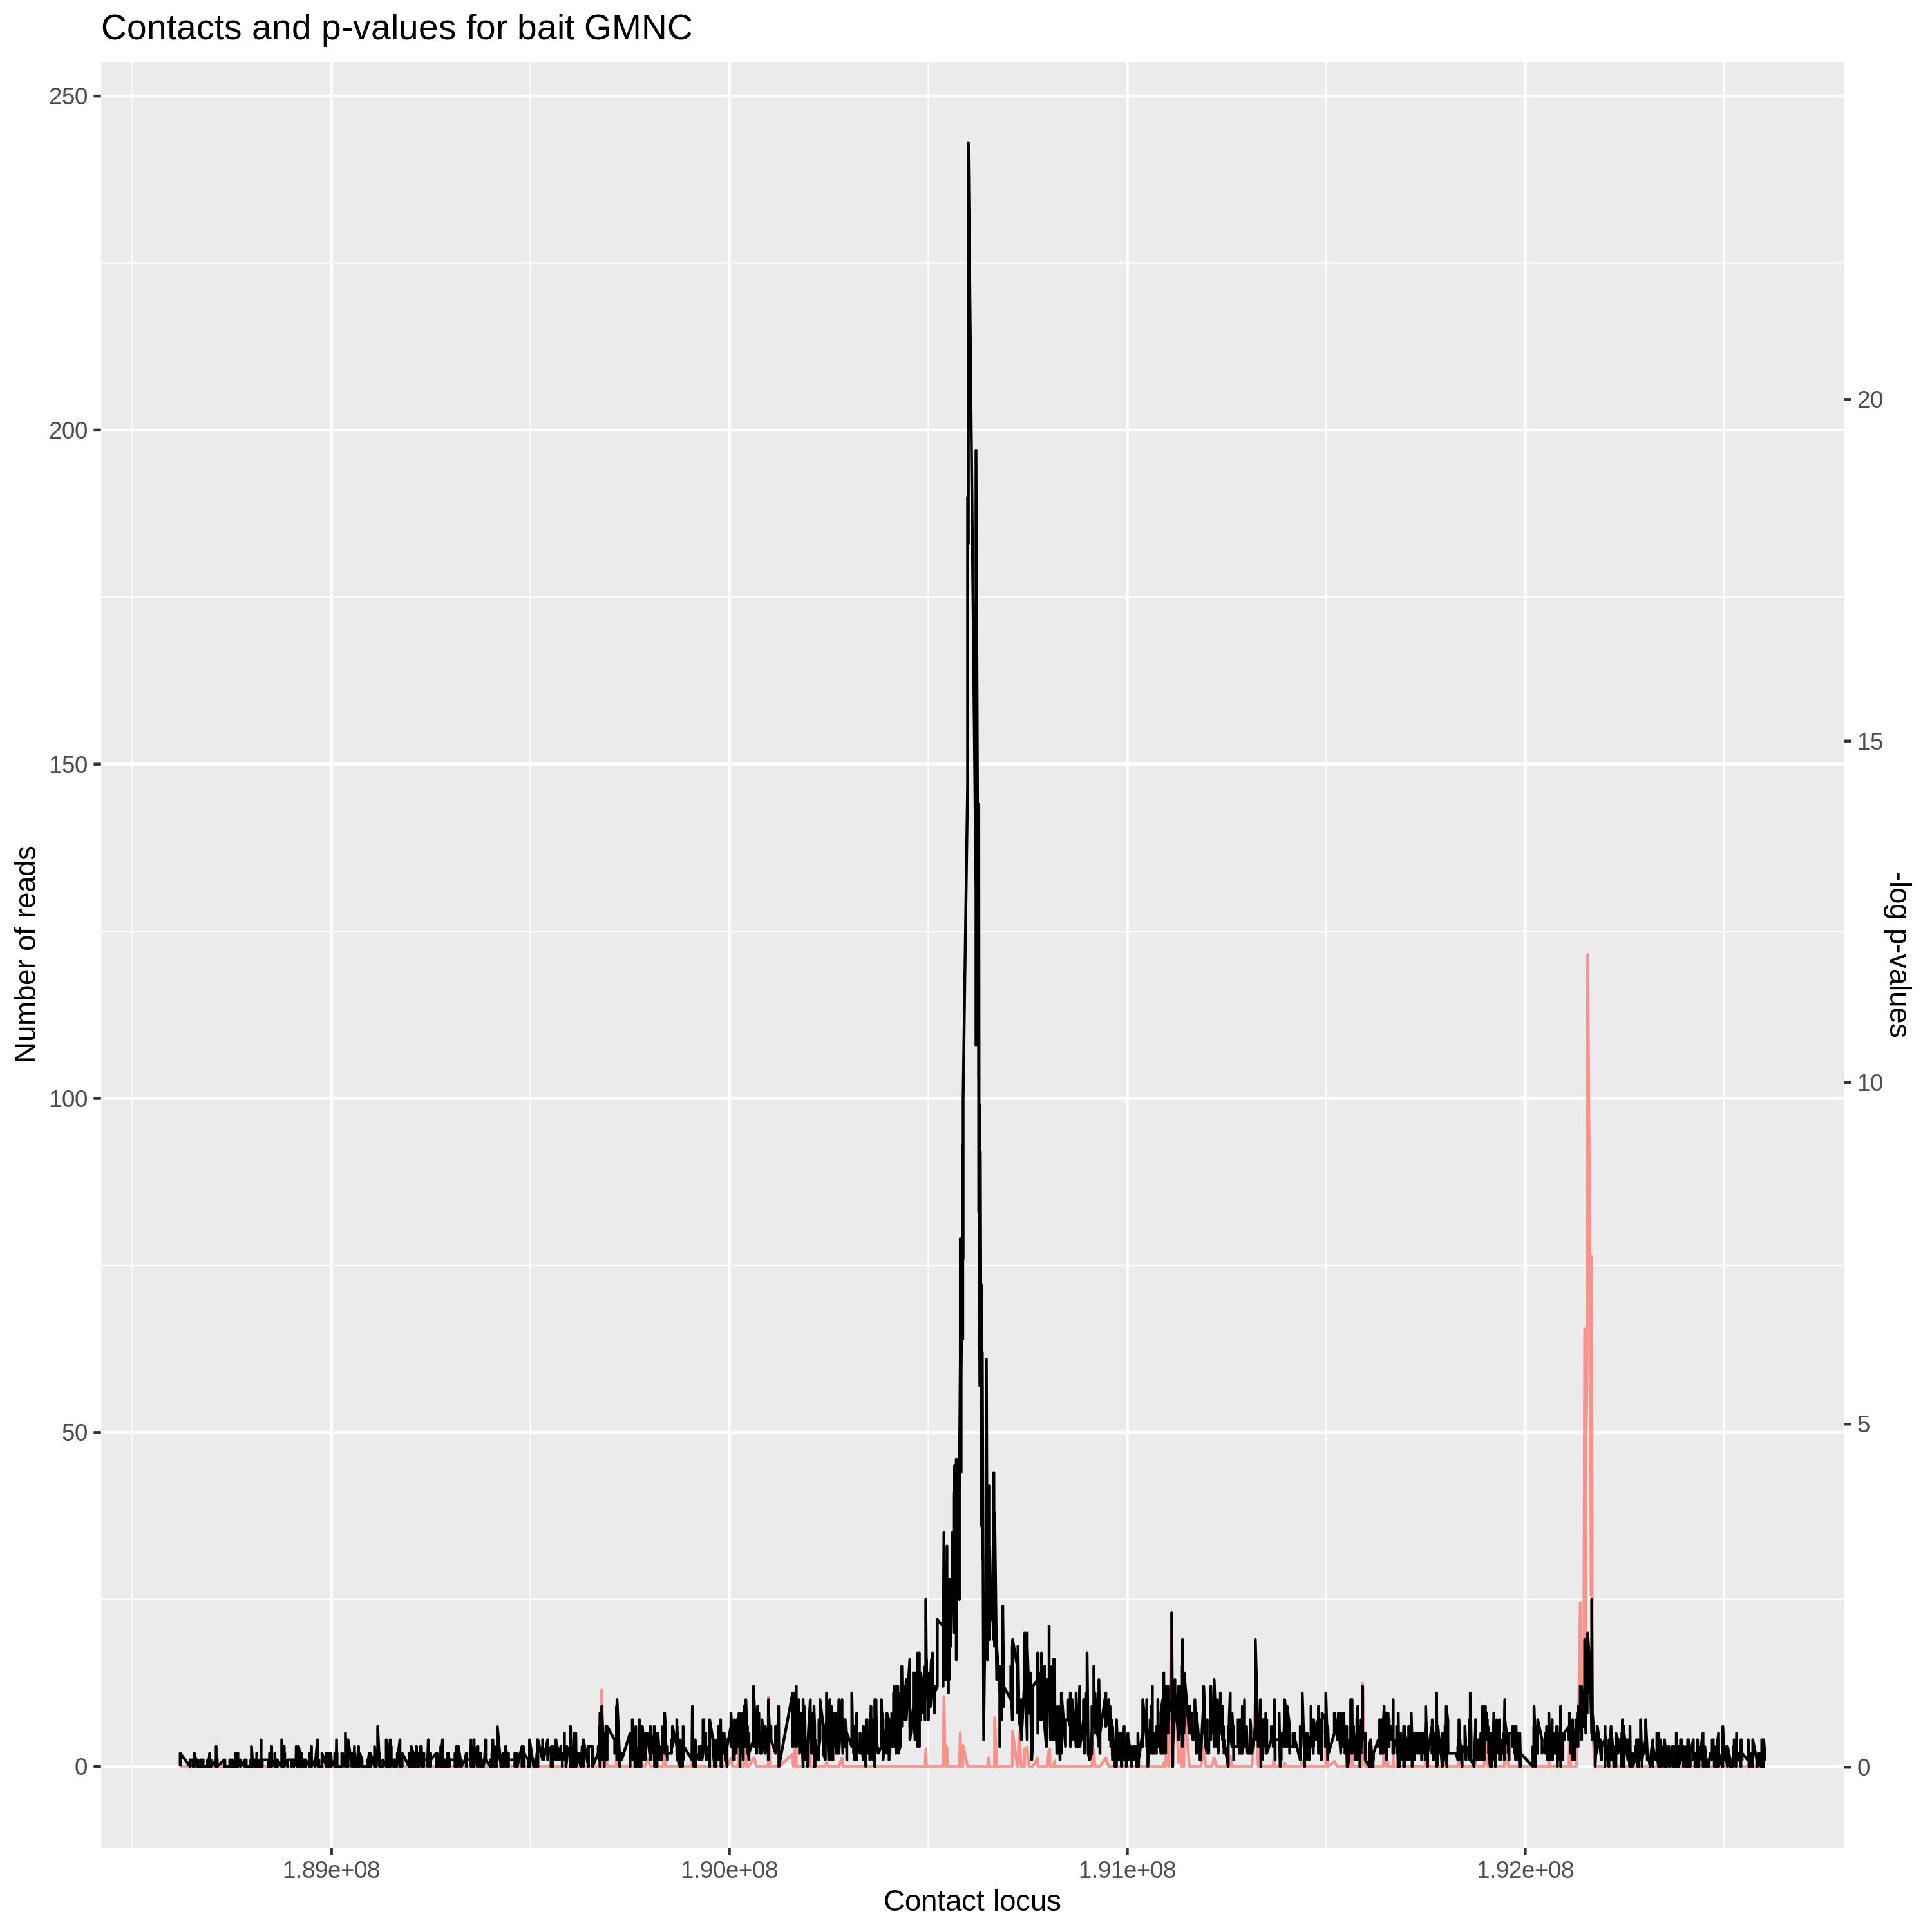 Contacts and p-values for bait GMNC
250
200
150
100
50
0
Number of reads
20
15
10
5
0
-log p-values
1.89e+08
1.90e+08
1.91e+08
1.92e+08
Contact locus